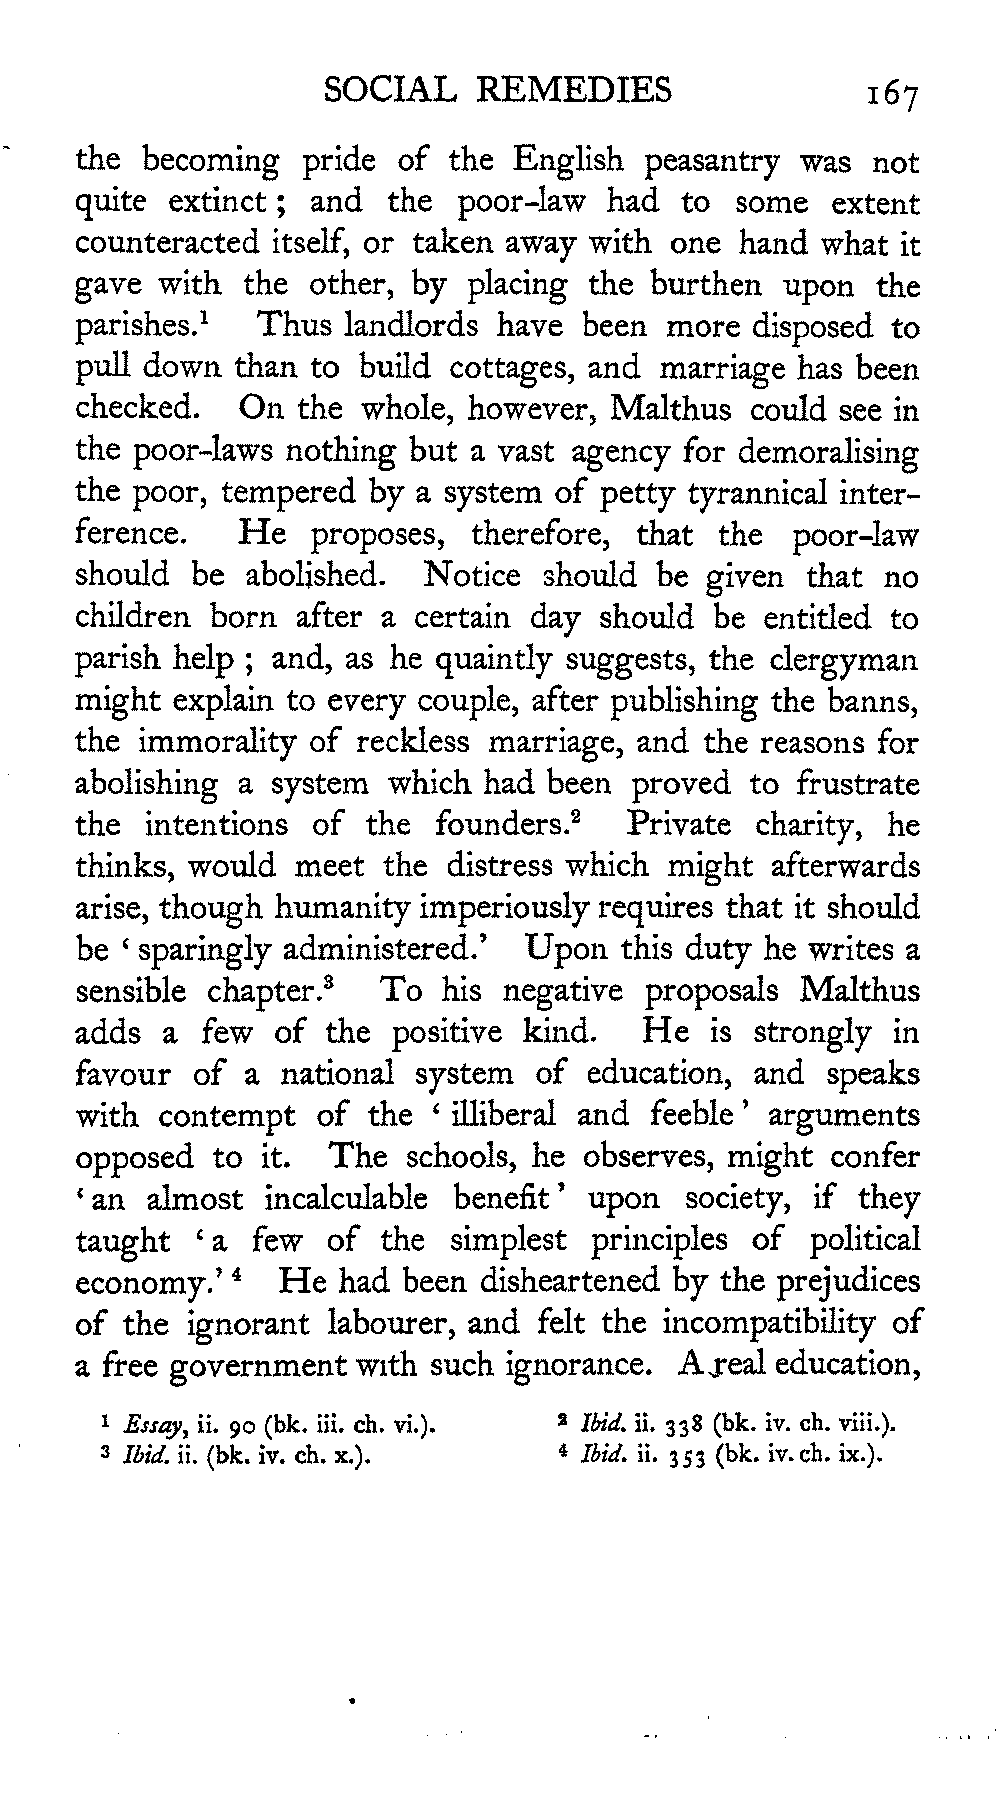 SOCIAL REMEDIES 167
the becoming pride of the English peasantry was not
quite extinct ; and the poor-law had to some extent
counteracted itself, or taken away with one hand what it
gave with the other, by placing the burthen upon the
parishes.¹ Thus landlords have been more disposed to
pull down than to build cottages, and marriage has been
checked. On the whole, however, Malthus could see in
the poor-laws nothing but a vast agency for demoralising
the poor, tempered by a system of petty tyrannical inter-
ference. He proposes, therefore, that the poor-law
should be abolished. Notice should be given that no
children born after a certain day should be entitled to
parish help ; and, as he quaintly suggests, the clergyman
might explain to every couple, after publishing the banns,
the immorality of reckless marriage, and the reasons for
abolishing a system which had been proved to frustrate
the intentions of the founders.² Private charity, he
thinks, would meet the distress which might afterwards
arise, though humanity imperiously requires that it should
be ‘ sparingly administered.’ Upon this duty he writes a
sensible chapter.³ To his negative proposals Malthus
adds a few of the positive kind. He is strongly in
favour of a national system of education, and speaks
with contempt of the ‘ illiberal and feeble ’ arguments
opposed to it. The schools, he observes, might confer
‘ an almost incalculable benefit ’ upon society, if they
taught ‘ a few of the simplest principles of political
economy.’ ⁴ He had been disheartened by the prejudices
of the ignorant labourer, and felt the incompatibility of
a free government with such ignorance. A real education,
¹ Essay, ii. 90 (bk. iii. ch. vi.). ² Ibid. ii. 338 (bk. iv. ch. viii.).
³ Ibid. ii. (bk. iv. ch. x.). ⁴ Ibid. ii. 353 (bk. iv. ch. ix.).